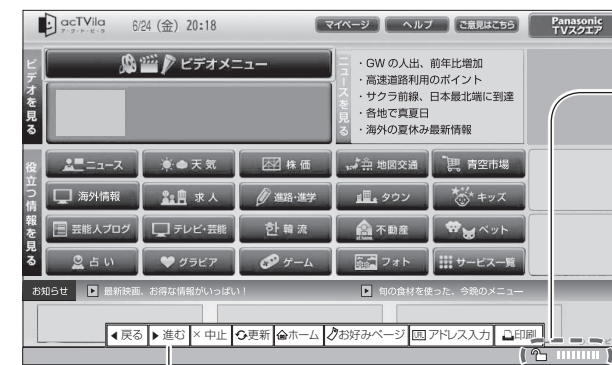 acTVila
ア・ク・ト・ビ・ラ
6/24 (金) 20:18
マイページ
ヘルプ
ご意見はこちら
Panasonic
TVスクエア
ビデオを見る
ビデオメニュー
ニュースを見る
・GWの人出、前年比増加
・高速道路利用のポイント
・サクラ前線、日本最北端に到達
・各地で真夏日
・海外の夏休み最新情報
役立つ情報を見る
ニュース
天気
株価
地図交通
青空市場
海外情報
求人
進路・進学
タウン
キッズ
芸能人ブログ
テレビ・芸能
한 韓流
不動産
ペット
占い
グラビア
ゲーム
フォト
サービス一覧
お知らせ
最新映画、お得な情報がいっぱい！
旬の食材を使った、今晩のメニュー
戻る
進む
×中止
更新
ホーム
お好みページ
URL アドレス入力
印刷